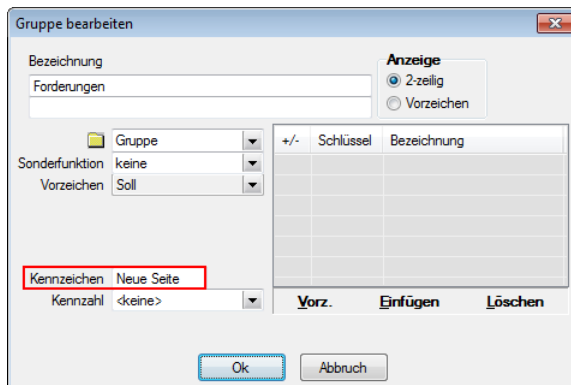 Gruppe bearbeiten
Bezeichnung
Anzeige
Forderungen
2-zeilig
Vorzeichen
Gruppe
+/- Schlüssel Bezeichnung
Sonderfunktion keine
Vorzeichen Soll
Kennzeichen Neue Seite
Kennzahl <keine>
Vorz. Einfügen Löschen
Ok Abbruch